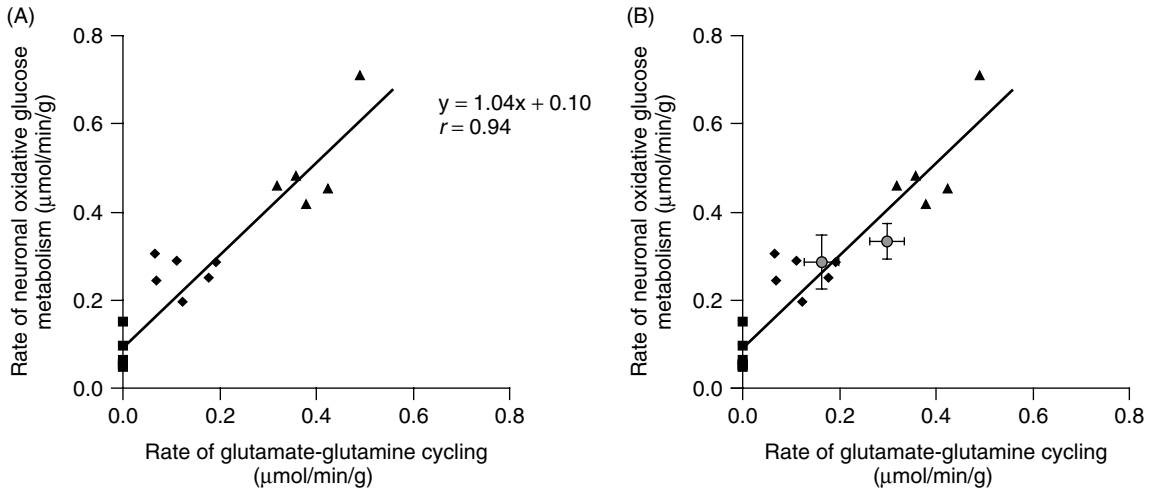 (A)
Rate of neuronal oxidative glucose
metabolism (μmol/min/g)
0.8
0.6
0.4
0.2
0.0
y = 1.04x + 0.10
r = 0.94
0.0 0.2 0.4 0.6 0.8
Rate of glutamate-glutamine cycling
(μmol/min/g)
(B)
Rate of neuronal oxidative glucose
metabolism (μmol/min/g)
0.8
0.6
0.4
0.2
0.0
0.0 0.2 0.4 0.6 0.8
Rate of glutamate-glutamine cycling
(μmol/min/g)